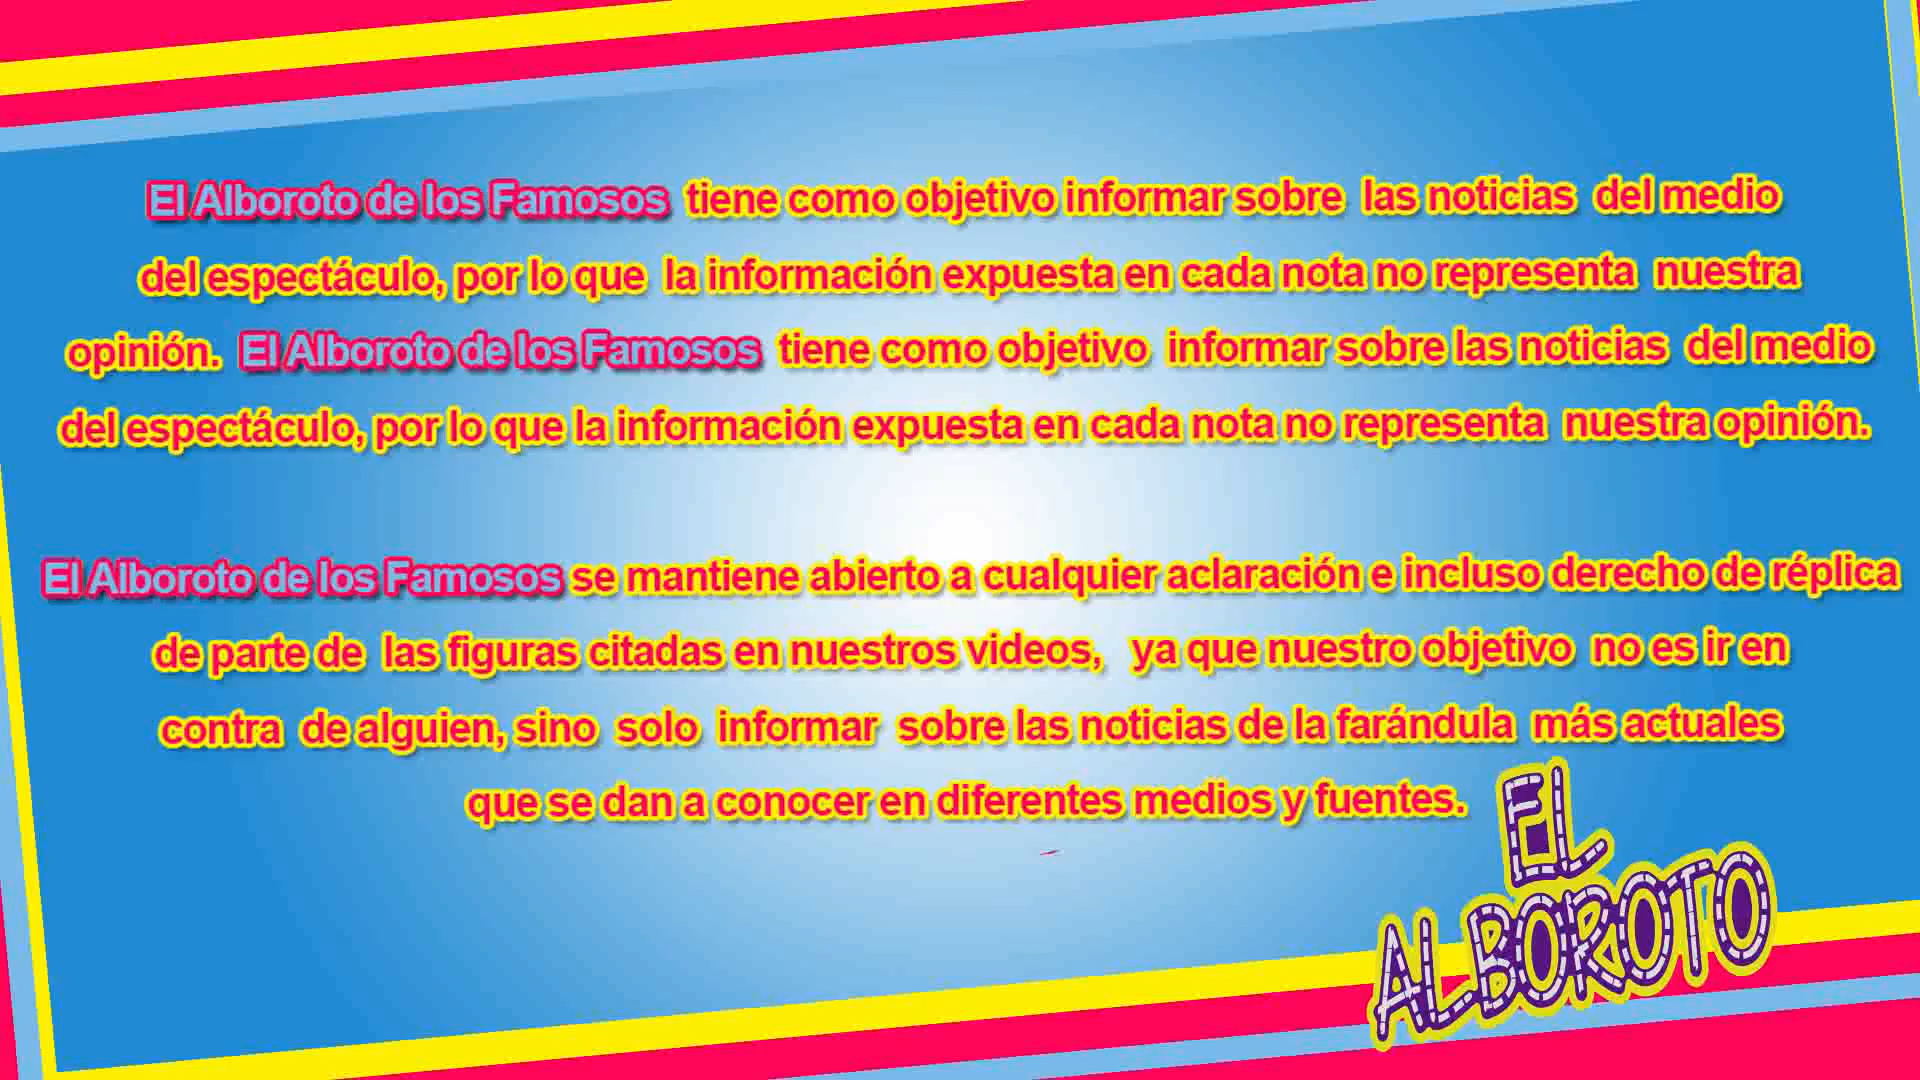 El Alboroto de los Famosos tiene como objetivo informar sobre las noticias del medio
del espectáculo, por lo que la información expuesta en cada nota no representa nuestra
opinión. El Alboroto de los Famosos tiene como objetivo informar sobre las noticias del medio
del espectáculo, por lo que la información expuesta en cada nota no representa nuestra opinión.
El Alboroto de los Famosos se mantiene abierto a cualquier aclaración e incluso derecho de réplica
de parte de las figuras citadas en nuestros videos, ya que nuestro objetivo no es ir en
contra de alguien, sino solo informar sobre las noticias de la farándula más actuales
que se dan a conocer en diferentes medios y fuentes.
EL
ALBOROTO